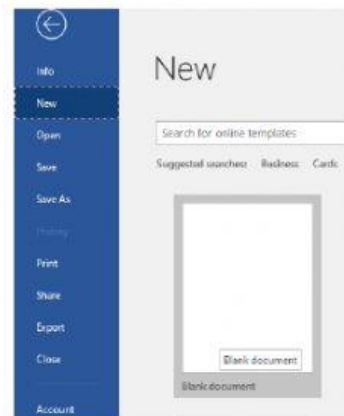 Info
New
Open
Save
Save As
History
Print
Share
Export
Close
Account
New
Search for online templates
Suggested searches: Business Cards
Blank document
Blank document